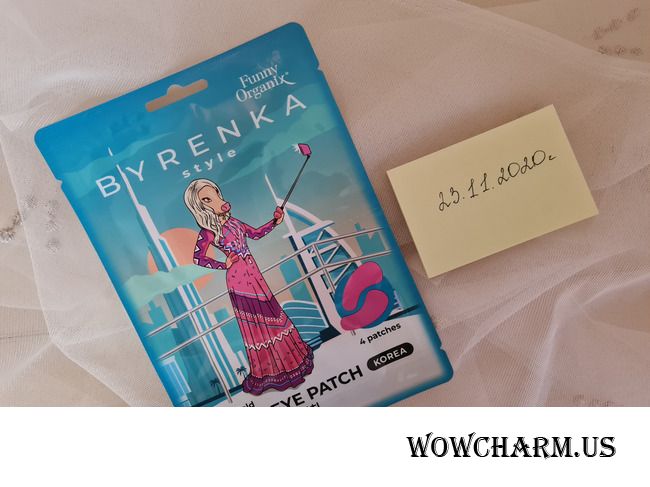 Funny
Organix®
BYRENKA
style
23.11.2020г
4 patches
KOREA
EYE PATCH
WOWCHARM.US